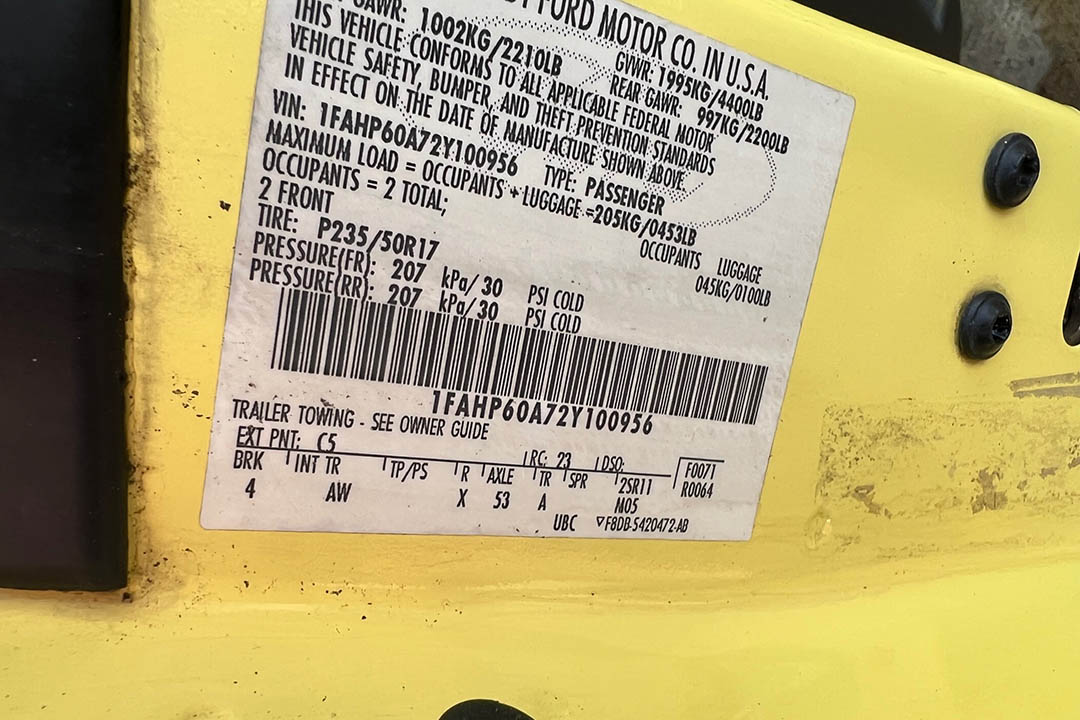 FORD MOTOR CO. IN U.S.A.
GAWR: 1002KG/2210LB GVWR: 1995KG/4400LB
REAR GAWR: 997KG/2200LB
THIS VEHICLE CONFORMS TO ALL APPLICABLE FEDERAL MOTOR
VEHICLE SAFETY, BUMPER, AND THEFT PREVENTION STANDARDS
IN EFFECT ON THE DATE OF MANUFACTURE SHOWN ABOVE.
VIN: 1FAHP60A72Y100956 TYPE: PASSENGER
MAXIMUM LOAD = OCCUPANTS + LUGGAGE =205KG/0453LB
OCCUPANTS = 2 TOTAL; OCCUPANTS LUGGAGE
2 FRONT 045KG/0100LB
TIRE: P235/50R17
PRESSURE(FR): 207 kPa/ 30 PSI COLD
PRESSURE(RR): 207 kPa/ 30 PSI COLD
1FAHP60A72Y100956
TRAILER TOWING - SEE OWNER GUIDE
EXT PNT: C5 RC: 23 DSO: F0071
BRK INT TR TP/PS R AXLE TR SPR 2SR11 R0064
4 AW X 53 A M05
UBC ▽F8DB-5420472-AB